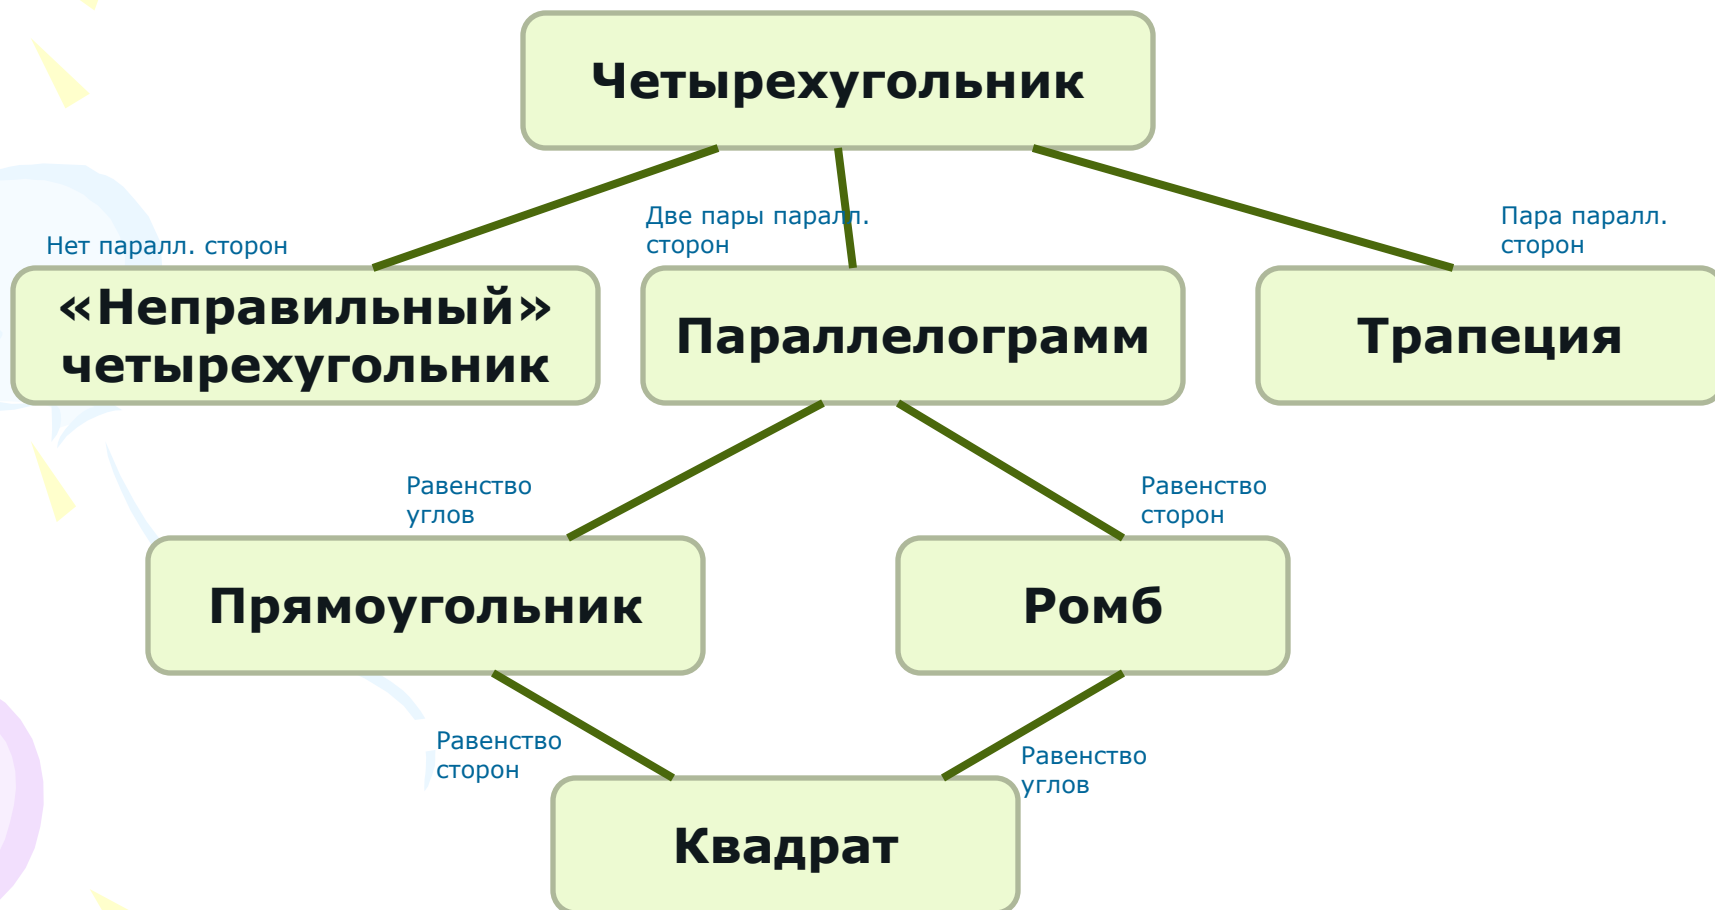 Четырехугольник
Нет паралл. сторон
Две пары паралл.
сторон
Пара паралл.
сторон
«Неправильный»
четырехугольник
Параллелограмм
Трапеция
Равенство
углов
Равенство
сторон
Прямоугольник
Ромб
Равенство
сторон
Равенство
углов
Квадрат